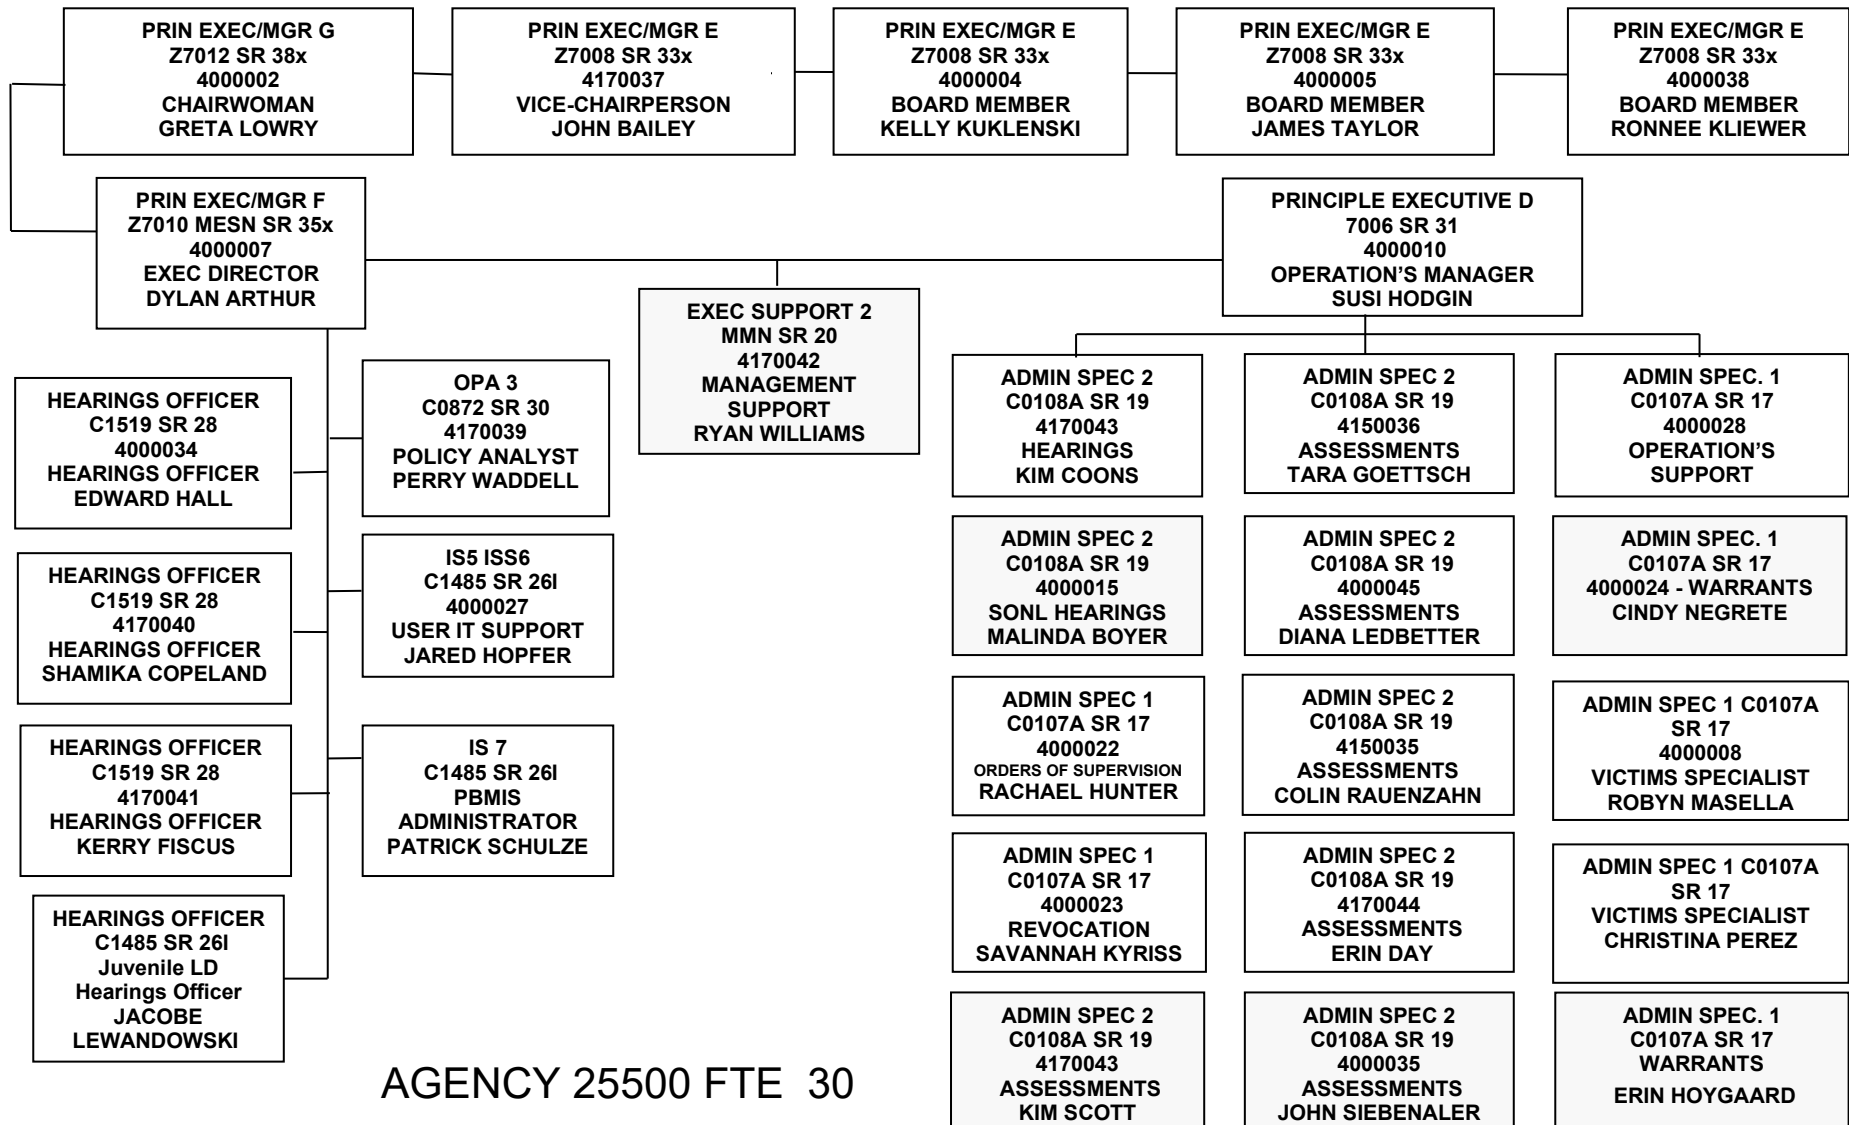 PRIN EXEC/MGR G
Z7012 SR 38x
4000002
CHAIRWOMAN
GRETA LOWRY
PRIN EXEC/MGR E
Z7008 SR 33x
4170037
VICE-CHAIRPERSON
JOHN BAILEY
PRIN EXEC/MGR E
Z7008 SR 33x
4000004
BOARD MEMBER
KELLY KUKLENSKI
PRIN EXEC/MGR E
Z7008 SR 33x
4000005
BOARD MEMBER
JAMES TAYLOR
PRIN EXEC/MGR E
Z7008 SR 33x
4000038
BOARD MEMBER
RONNEE KLIEWER
PRIN EXEC/MGR F
Z7010 MESN SR 35x
4000007
EXEC DIRECTOR
DYLAN ARTHUR
PRINCIPLE EXECUTIVE D
7006 SR 31
4000010
OPERATION’S MANAGER
SUSI HODGIN
EXEC SUPPORT 2
MMN SR 20
4170042
MANAGEMENT
SUPPORT
RYAN WILLIAMS
HEARINGS OFFICER
C1519 SR 28
4000034
HEARINGS OFFICER
EDWARD HALL
OPA 3
C0872 SR 30
4170039
POLICY ANALYST
PERRY WADDELL
HEARINGS OFFICER
C1519 SR 28
4170040
HEARINGS OFFICER
SHAMIKA COPELAND
IS5 ISS6
C1485 SR 26I
4000027
USER IT SUPPORT
JARED HOPFER
HEARINGS OFFICER
C1519 SR 28
4170041
HEARINGS OFFICER
KERRY FISCUS
IS 7
C1485 SR 26I
PBMIS
ADMINISTRATOR
PATRICK SCHULZE
HEARINGS OFFICER
C1485 SR 26I
Juvenile LD
Hearings Officer
JACOBE
LEWANDOWSKI
ADMIN SPEC 2
C0108A SR 19
4170043
HEARINGS
KIM COONS
ADMIN SPEC 2
C0108A SR 19
4150036
ASSESSMENTS
TARA GOETTSCH
ADMIN SPEC. 1
C0107A SR 17
4000028
OPERATION’S
SUPPORT
ADMIN SPEC 2
C0108A SR 19
4000015
SONL HEARINGS
MALINDA BOYER
ADMIN SPEC 2
C0108A SR 19
4000045
ASSESSMENTS
DIANA LEDBETTER
ADMIN SPEC. 1
C0107A SR 17
4000024 - WARRANTS
CINDY NEGRETE
ADMIN SPEC 1
C0107A SR 17
4000022
ORDERS OF SUPERVISION
RACHAEL HUNTER
ADMIN SPEC 2
C0108A SR 19
4150035
ASSESSMENTS
COLIN RAUENZAHN
ADMIN SPEC 1 C0107A
SR 17
4000008
VICTIMS SPECIALIST
ROBYN MASELLA
ADMIN SPEC 1
C0107A SR 17
4000023
REVOCATION
SAVANNAH KYRISS
ADMIN SPEC 2
C0108A SR 19
4170044
ASSESSMENTS
ERIN DAY
ADMIN SPEC 1 C0107A
SR 17
VICTIMS SPECIALIST
CHRISTINA PEREZ
ADMIN SPEC 2
C0108A SR 19
4170043
ASSESSMENTS
KIM SCOTT
ADMIN SPEC 2
C0108A SR 19
4000035
ASSESSMENTS
JOHN SIEBENALER
ADMIN SPEC. 1
C0107A SR 17
WARRANTS
ERIN HOYGAARD
AGENCY 25500 FTE 30